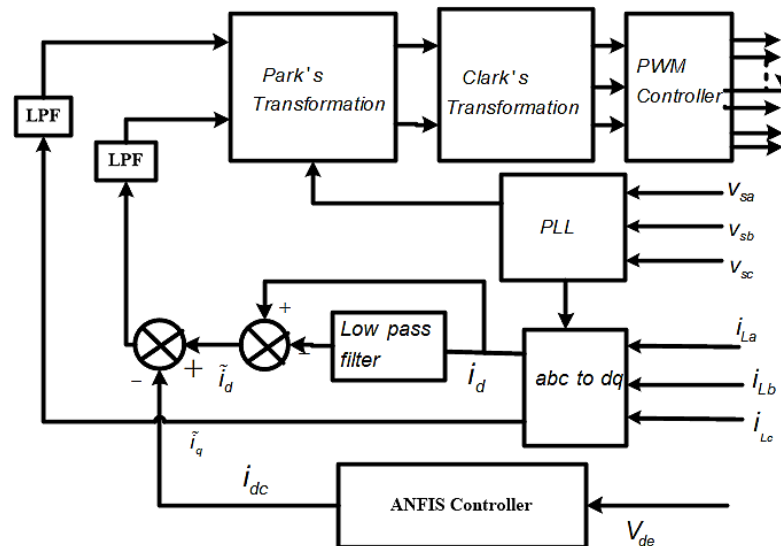 Park's
Transformation
Clark's
Transformation
PWM
Controller
LPF
LPF
PLL
v_sa
v_sb
v_sc
+
Low pass
filter
-
+
ĩ_d
-
i_d
abc to dq
i_La
i_Lb
i_Lc
ĩ_q
i_dc
ANFIS Controller
V_de